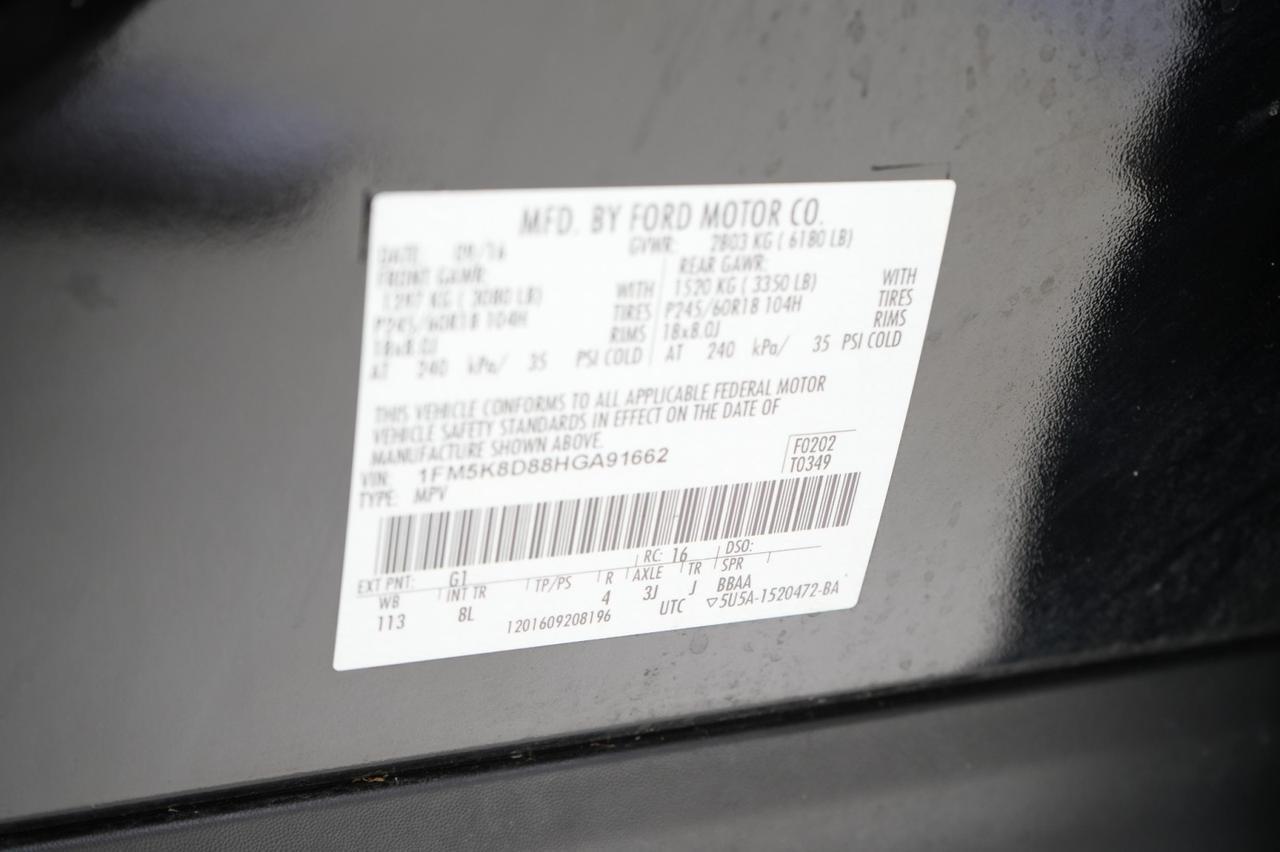 MFD. BY FORD MOTOR CO.
DATE: 09/16 GVWR: 2803 KG ( 6180 LB)
FRONT GAWR: REAR GAWR:
KG ( 3080 LB) WITH 1520 KG ( 3350 LB) WITH
P245/60R18 104H TIRES P245/60R18 104H TIRES
18x8.0J RIMS 18x8.0J RIMS
AT 240 kPa/ 35 PSI COLD AT 240 kPa/ 35 PSI COLD
THIS VEHICLE CONFORMS TO ALL APPLICABLE FEDERAL MOTOR
VEHICLE SAFETY STANDARDS IN EFFECT ON THE DATE OF
MANUFACTURE SHOWN ABOVE.
VIN: 1FM5K8D88HGA91662 F0202
TYPE: MPV T0349
EXT PNT: G1 RC: 16 DSO:
WB INT TR TP/PS R AXLE TR SPR
113 8L 4 3J J BBAA
1201609208196 UTC ▽5U5A-1520472-BA